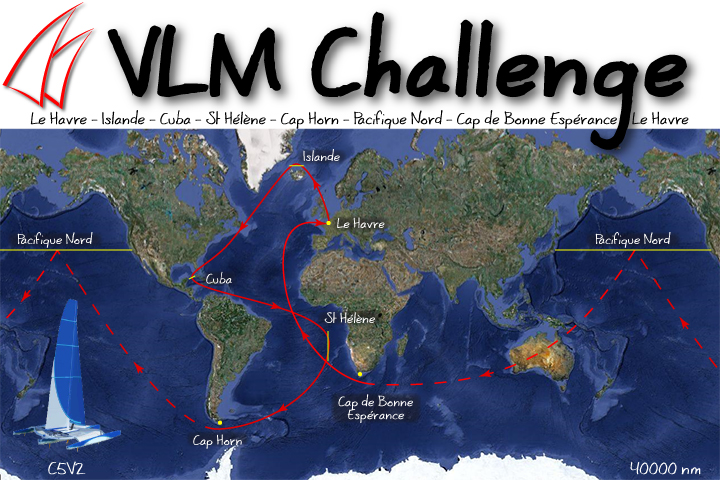 VLM Challenge
Le Havre - Islande - Cuba - St Hélène - Cap Horn - Pacifique Nord - Cap de Bonne Espérance - Le Havre
Islande
Le Havre
Pacifique Nord
Pacifique Nord
Cuba
St Hélène
Cap de Bonne
Espérance
Cap Horn
C5V2
40000 nm